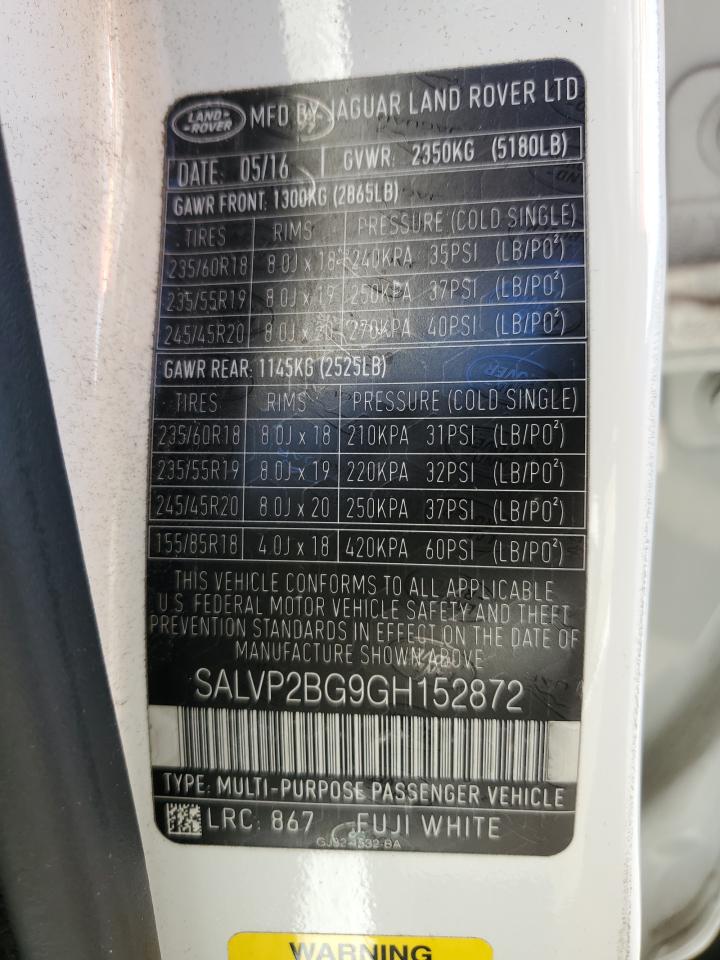 LAND ROVER MFD BY JAGUAR LAND ROVER LTD
DATE: 05/16 GVWR: 2350KG (5180LB)
GAWR FRONT: 1300KG (2865LB)
TIRES RIMS PRESSURE (COLD SINGLE)
235/60R18 8.0J x 18 240KPA 35PSI (LB/PO²)
235/55R19 8.0J x 19 250KPA 37PSI (LB/PO²)
245/45R20 8.0J x 20 270KPA 40PSI (LB/PO²)
GAWR REAR: 1145KG (2525LB)
TIRES RIMS PRESSURE (COLD SINGLE)
235/60R18 8.0J x 18 210KPA 31PSI (LB/PO²)
235/55R19 8.0J x 19 220KPA 32PSI (LB/PO²)
245/45R20 8.0J x 20 250KPA 37PSI (LB/PO²)
155/85R18 4.0J x 18 420KPA 60PSI (LB/PO²)
THIS VEHICLE CONFORMS TO ALL APPLICABLE
U.S. FEDERAL MOTOR VEHICLE SAFETY AND THEFT
PREVENTION STANDARDS IN EFFECT ON THE DATE OF
MANUFACTURE SHOWN ABOVE
SALVP2BG9GH152872
TYPE: MULTI-PURPOSE PASSENGER VEHICLE
LRC: 867 FUJI WHITE
WARNING